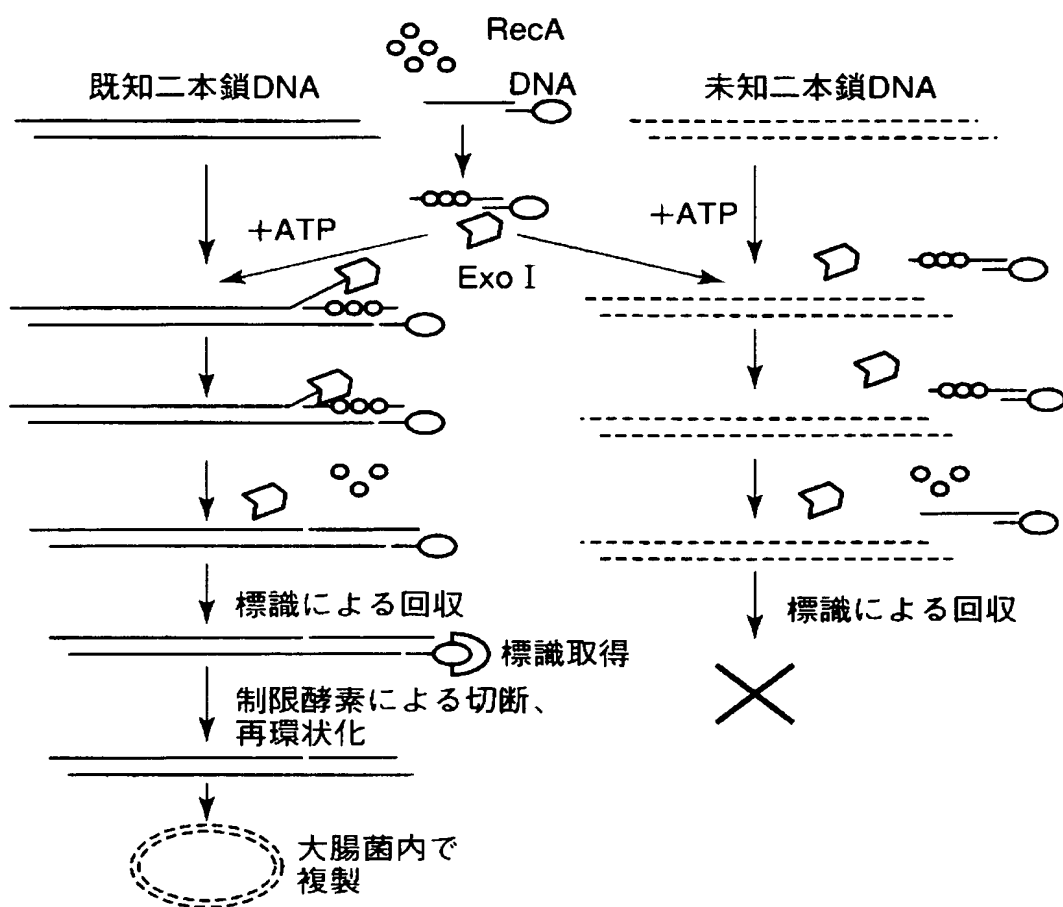 RecA
既知二本鎖DNA
DNA
未知二本鎖DNA
+ATP
+ATP
Exo I
標識による回収
標識による回収
標識取得
制限酵素による切断、
再環状化
大腸菌内で
複製